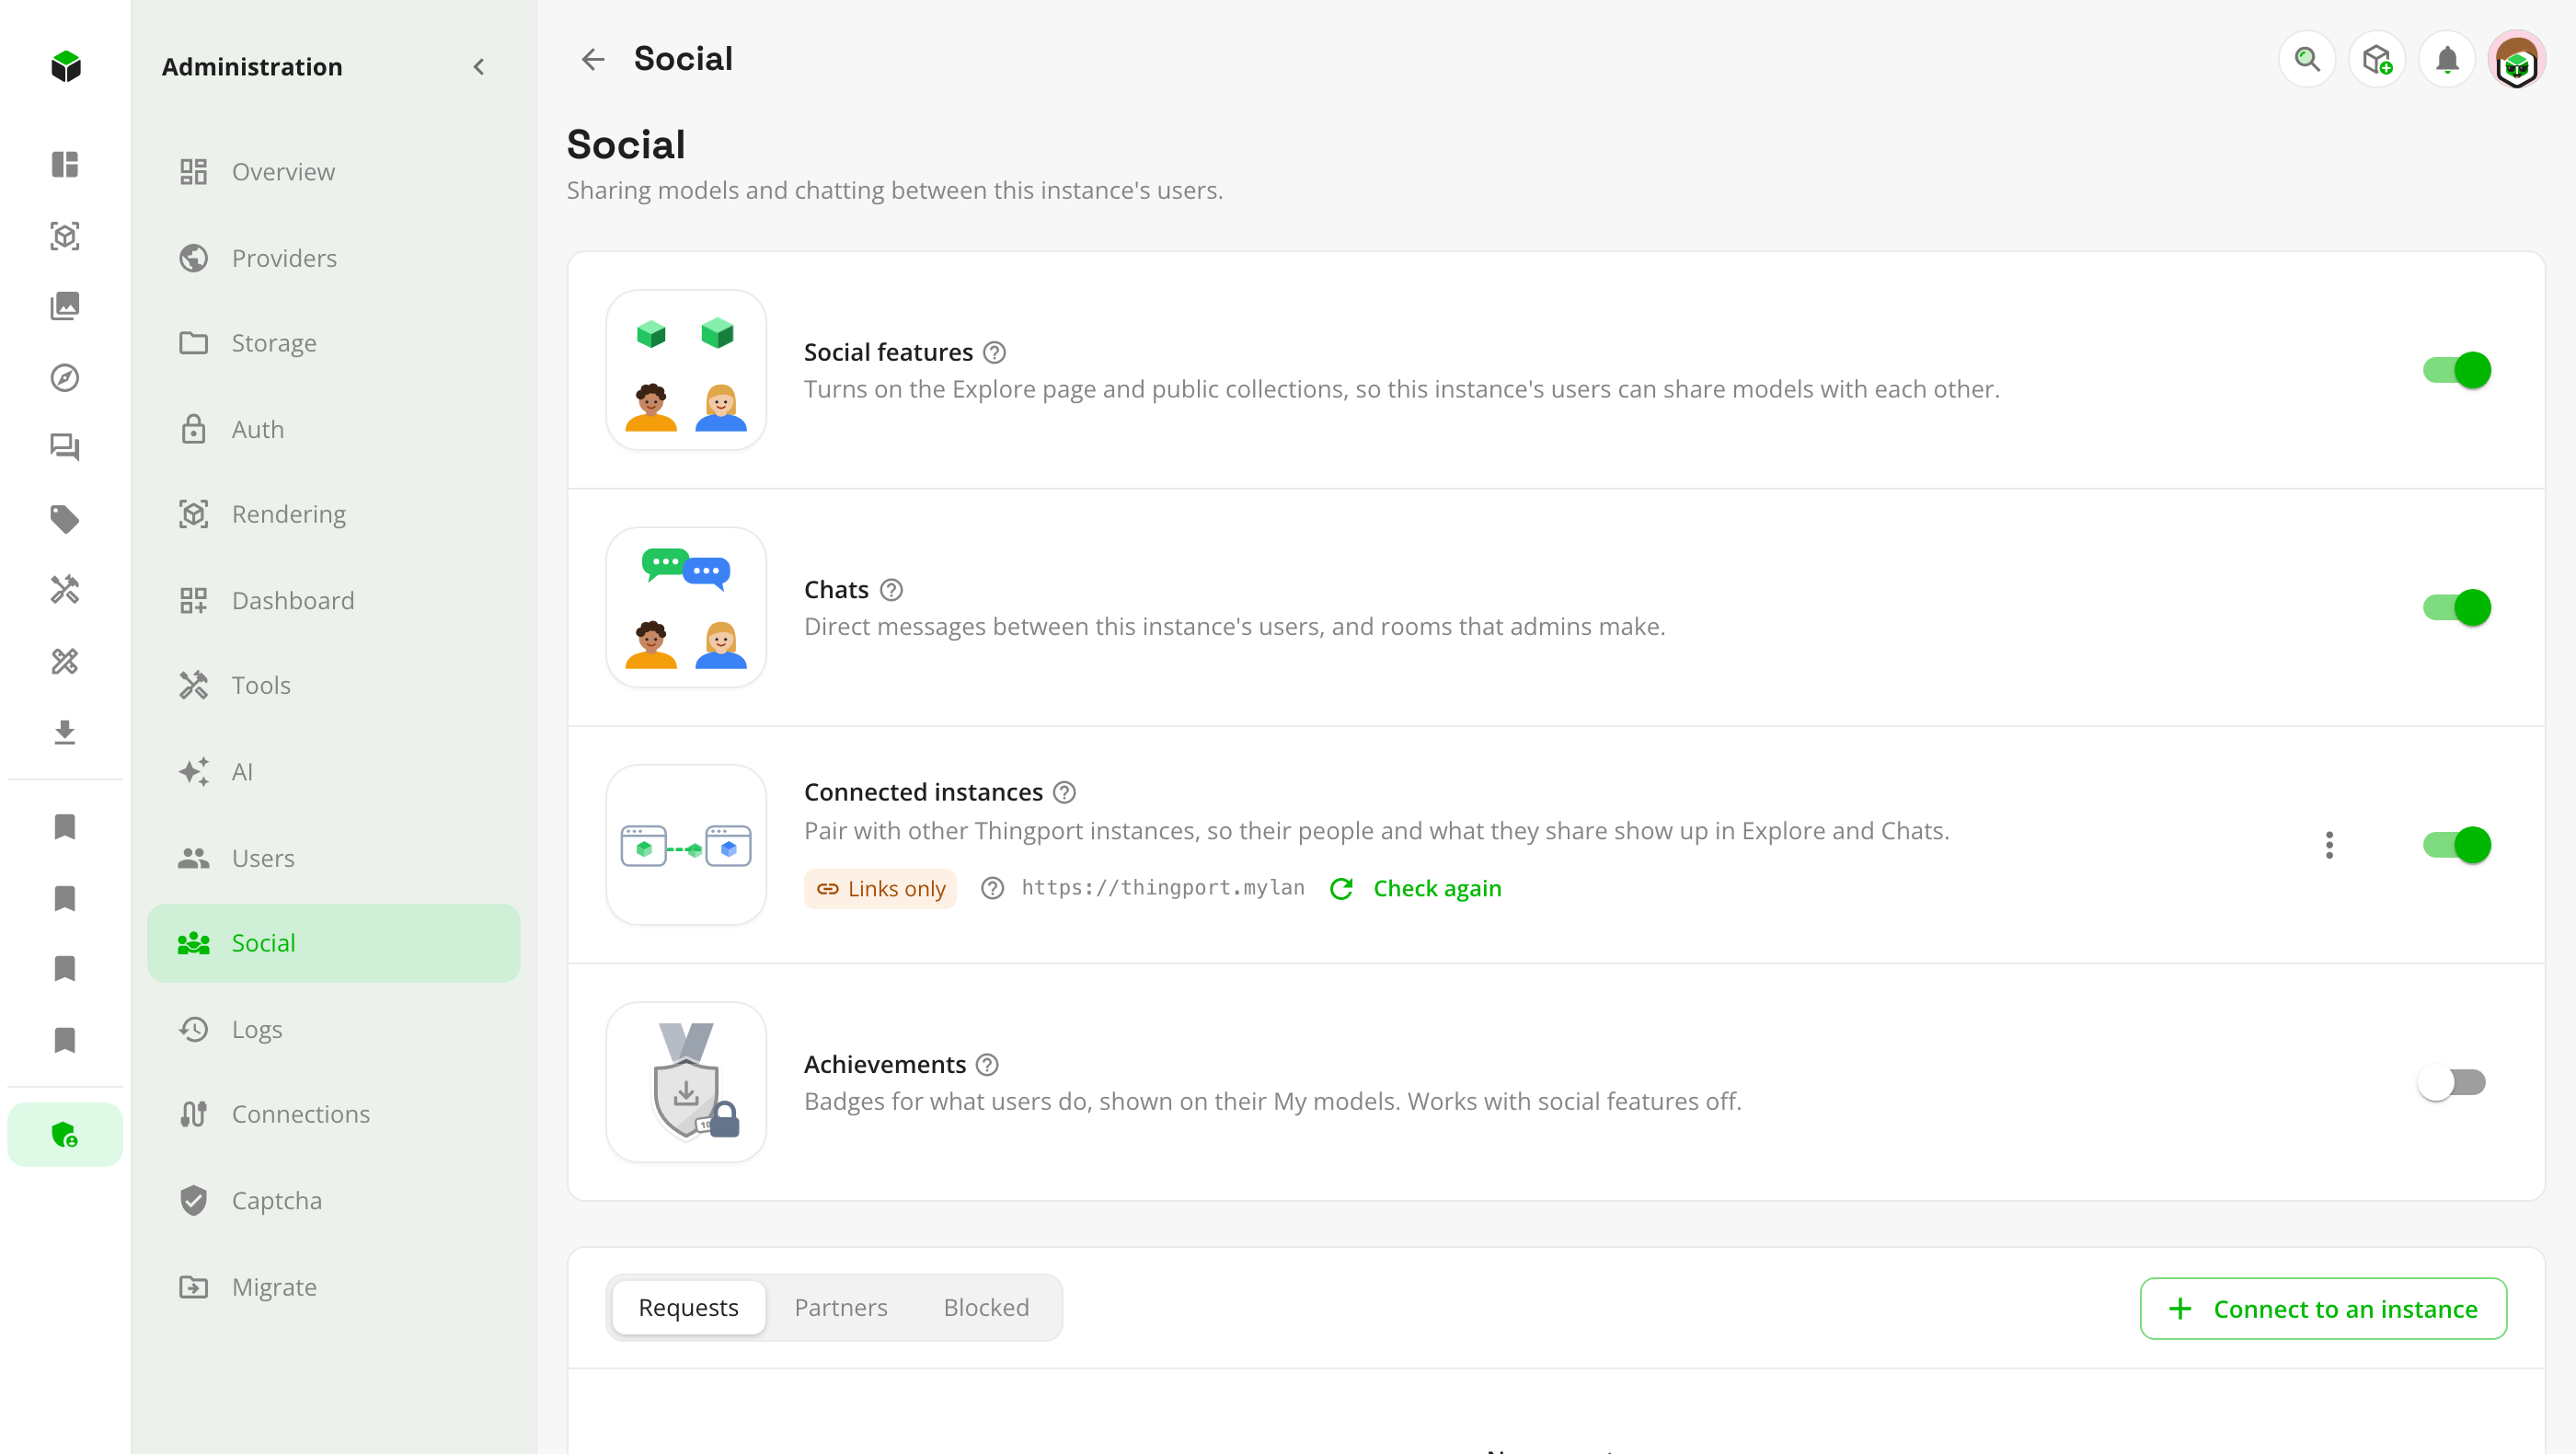 Administration
Social
Overview
Providers
Storage
Auth
Rendering
Dashboard
Tools
AI
Users
Social
Logs
Connections
Captcha
Migrate
Social
Sharing models and chatting between this instance's users.
Social features
Turns on the Explore page and public collections, so this instance's users can share models with each other.
Chats
Direct messages between this instance's users, and rooms that admins make.
Connected instances
Pair with other Thingport instances, so their people and what they share show up in Explore and Chats.
Links only https://thingport.mylan Check again
Achievements
Badges for what users do, shown on their My models. Works with social features off.
Requests Partners Blocked
Connect to an instance